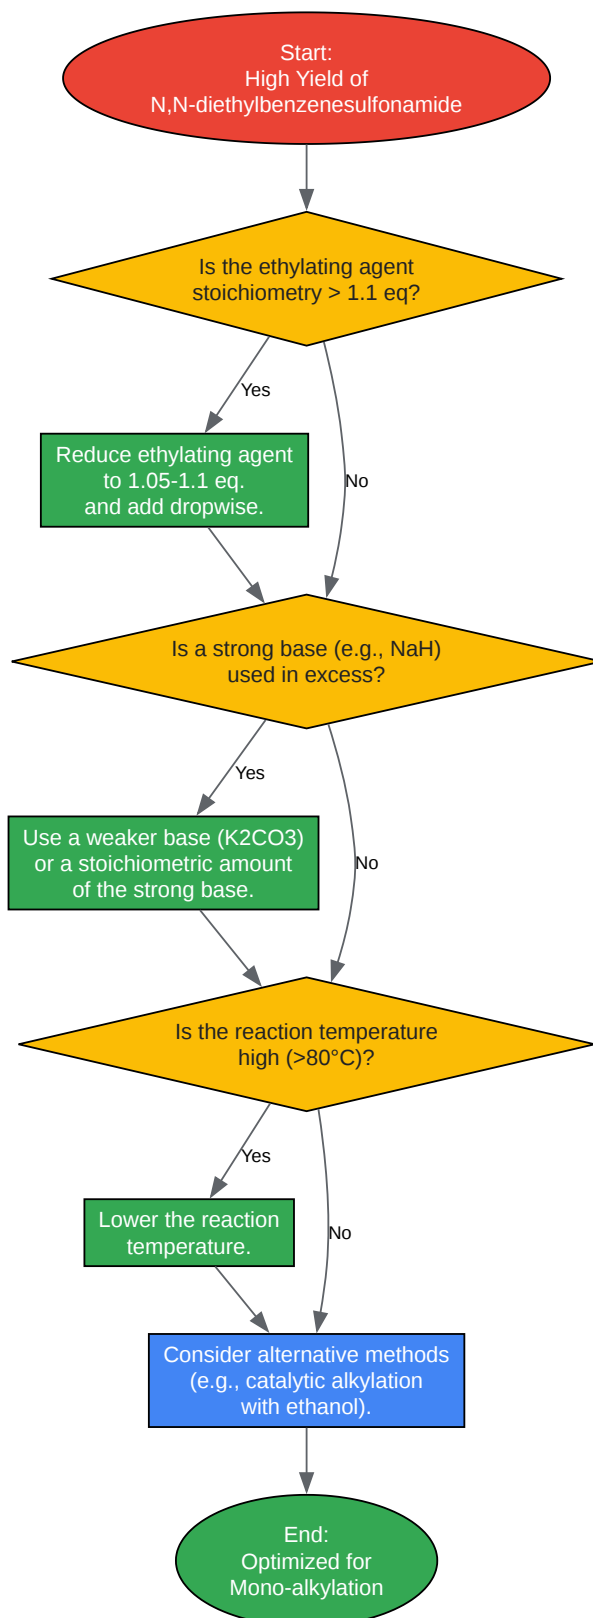 Start:
High Yield of
N,N-diethylbenzenesulfonamide
Is the ethylating agent
stoichiometry > 1.1 eq?
Yes
Reduce ethylating agent
to 1.05-1.1 eq.
and add dropwise.
No
Is a strong base (e.g., NaH)
used in excess?
Yes
Use a weaker base (K2CO3)
or a stoichiometric amount
of the strong base.
No
Is the reaction temperature
high (>80°C)?
Yes
Lower the reaction
temperature.
No
Consider alternative methods
(e.g., catalytic alkylation
with ethanol).
End:
Optimized for
Mono-alkylation